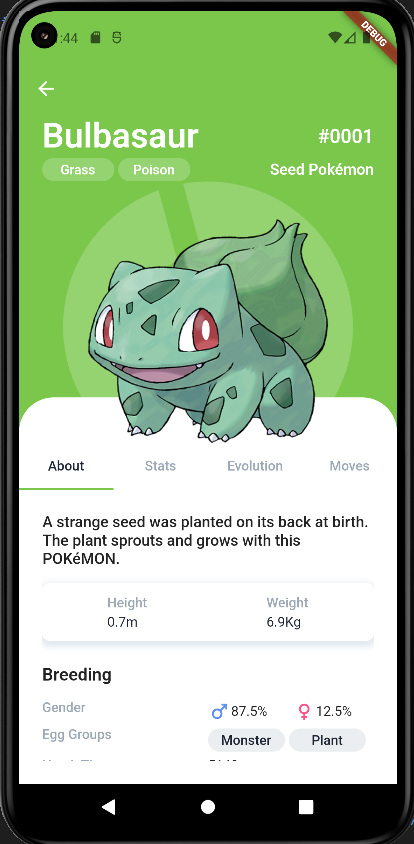 :44
DEBUG
Bulbasaur
#0001
Grass Poison
Seed Pokémon
About Stats Evolution Moves
A strange seed was planted on its back at birth.
The plant sprouts and grows with this
POKéMON.
Height Weight
0.7m 6.9Kg
Breeding
Gender ♂ 87.5% ♀ 12.5%
Egg Groups Monster Plant